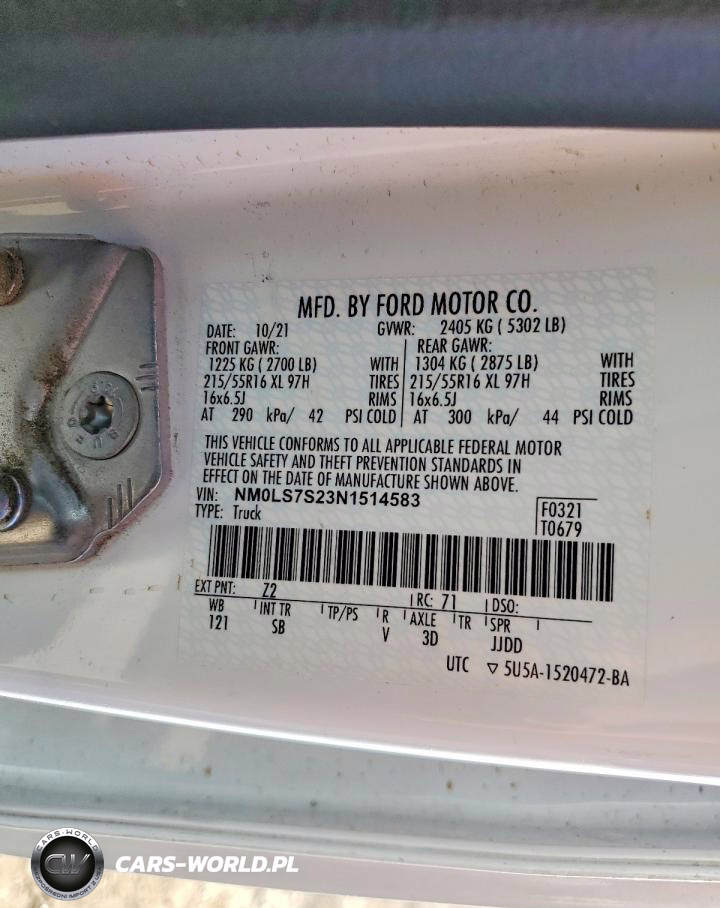 MFD. BY FORD MOTOR CO.
DATE: 10/21 GVWR: 2405 KG ( 5302 LB)
FRONT GAWR: REAR GAWR:
1225 KG ( 2700 LB) WITH 1304 KG ( 2875 LB) WITH
215/55R16 XL 97H TIRES 215/55R16 XL 97H TIRES
16x6.5J RIMS 16x6.5J RIMS
AT 290 kPa/ 42 PSI COLD AT 300 kPa/ 44 PSI COLD
THIS VEHICLE CONFORMS TO ALL APPLICABLE FEDERAL MOTOR
VEHICLE SAFETY AND THEFT PREVENTION STANDARDS IN
EFFECT ON THE DATE OF MANUFACTURE SHOWN ABOVE.
VIN: NM0LS7S23N1514583 F0321
TYPE: Truck T0679
EXT PNT: Z2 RC: 71 DSO:
WB INT TR TP/PS R AXLE TR SPR
121 SB V 3D JJDD
UTC ▽ 5U5A-1520472-BA
CARS-WORLD
CW
CARS-WORLD.PL